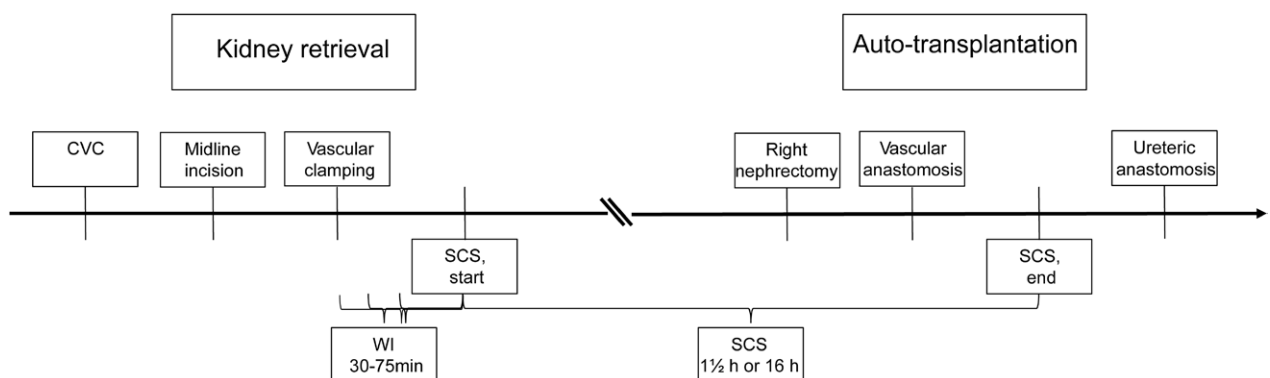 Kidney retrieval
Auto-transplantation
CVC
Midline
incision
Vascular
clamping
Right
nephrectomy
Vascular
anastomosis
Ureteric
anastomosis
SCS,
start
SCS,
end
WI
30-75min
SCS
1½ h or 16 h